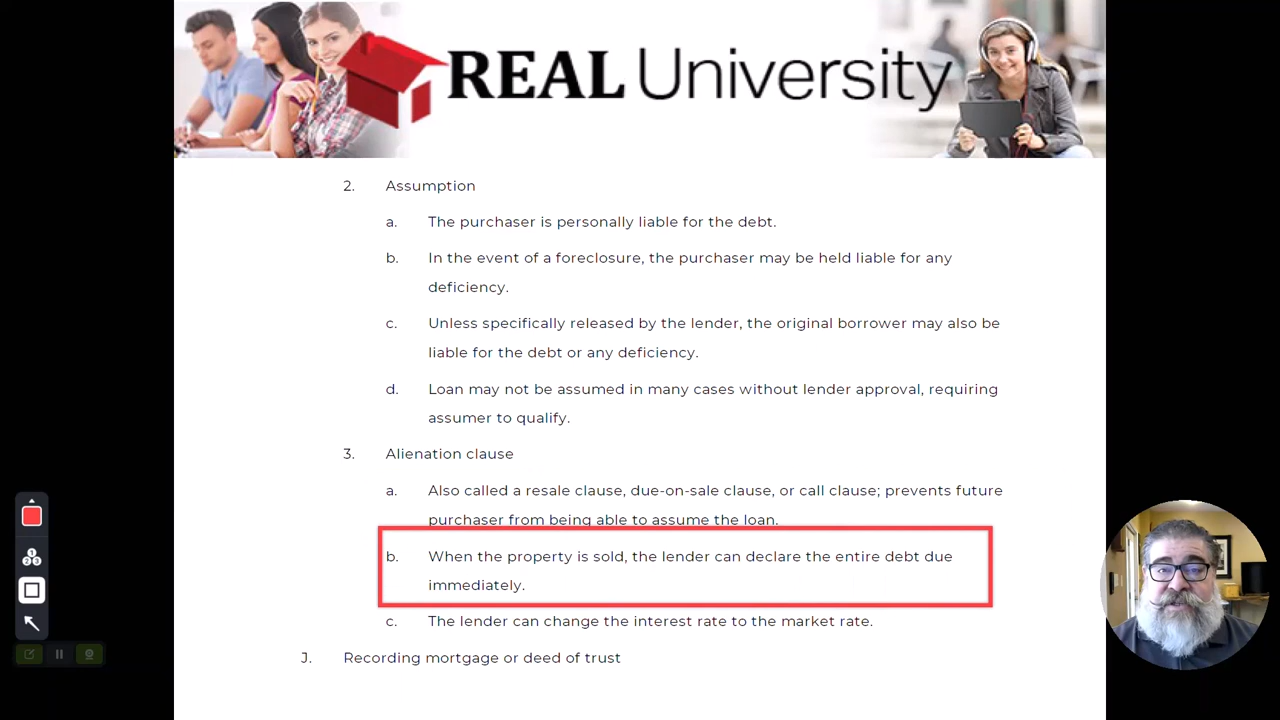 REAL University
2. Assumption
a. The purchaser is personally liable for the debt.
b. In the event of a foreclosure, the purchaser may be held liable for any
deficiency.
c. Unless specifically released by the lender, the original borrower may also be
liable for the debt or any deficiency.
d. Loan may not be assumed in many cases without lender approval, requiring
assumer to qualify.
3. Alienation clause
a. Also called a resale clause, due-on-sale clause, or call clause; prevents future
purchaser from being able to assume the loan.
b. When the property is sold, the lender can declare the entire debt due
immediately.
c. The lender can change the interest rate to the market rate.
J. Recording mortgage or deed of trust